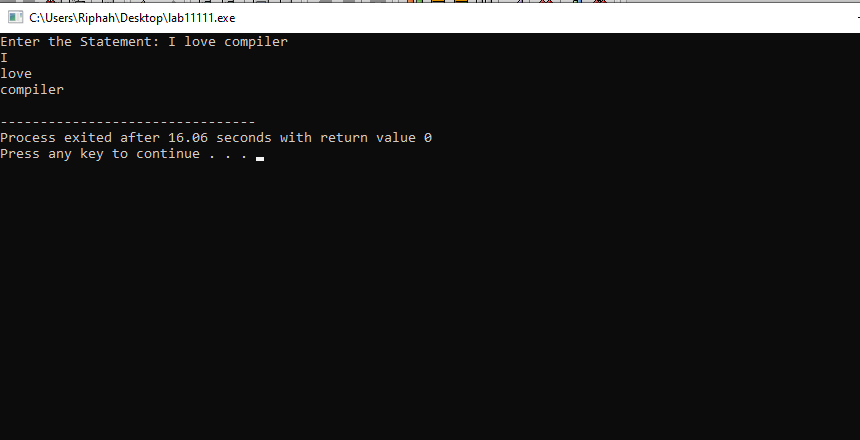 C:\Users\Riphah\Desktop\lab11111.exe
Enter the Statement: I love compiler
I
love
compiler
--------------------------------
Process exited after 16.06 seconds with return value 0
Press any key to continue . . .